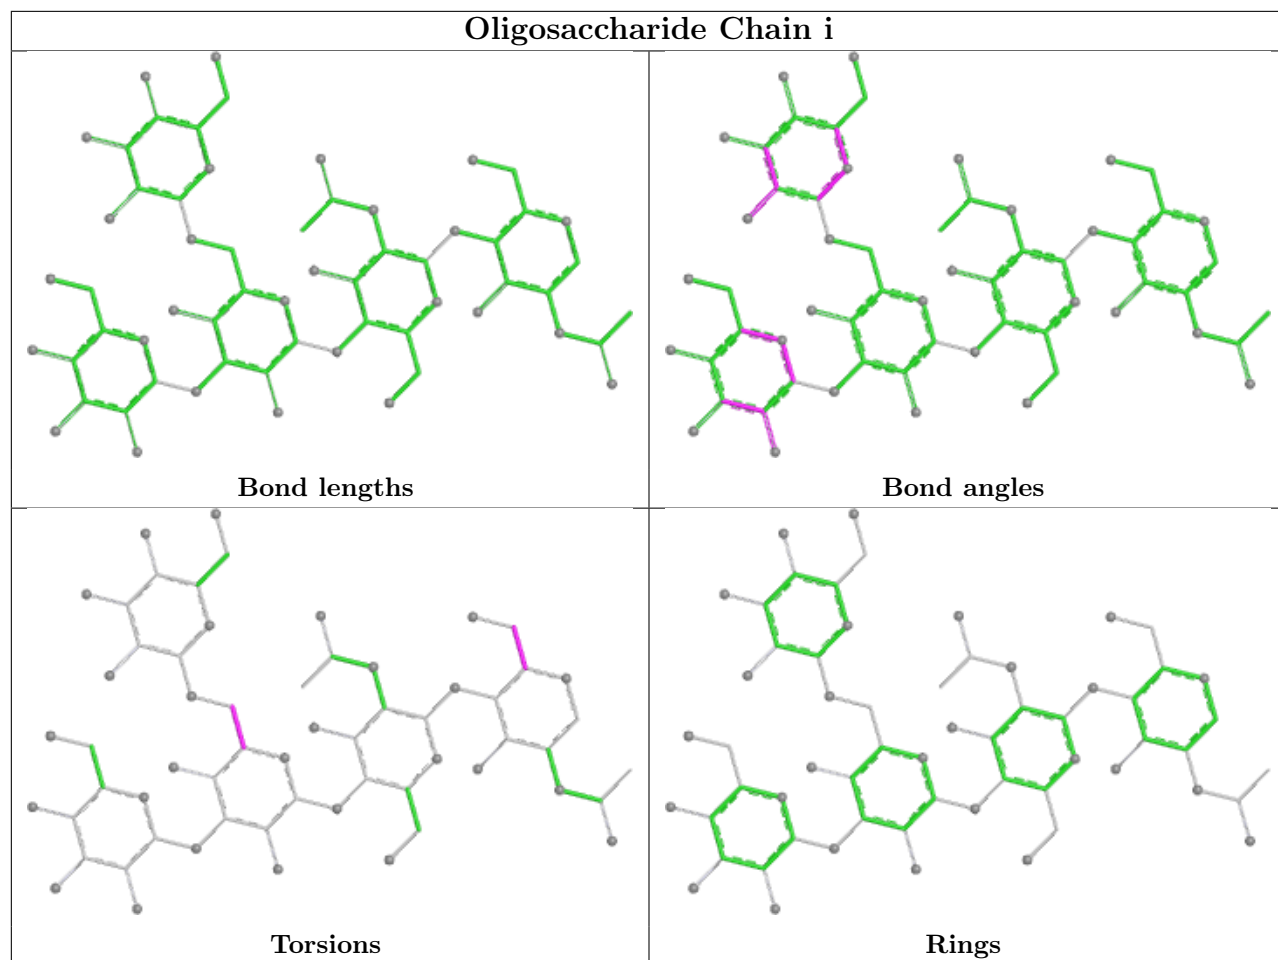 Oligosaccharide Chain i
Bond lengths
Bond angles
Torsions
Rings